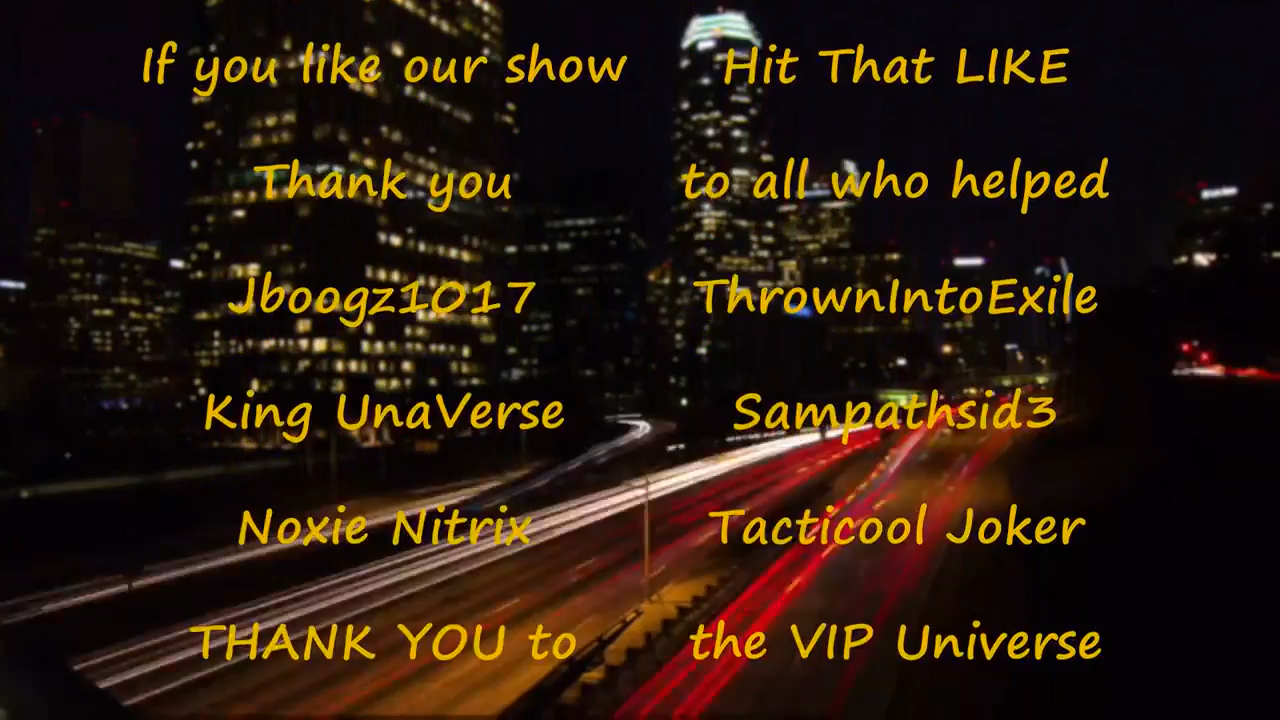 If you like our show Hit That LIKE
Thank you to all who helped
Jboogz1017 ThrownIntoExile
King UnaVerse Sampathsid3
Noxie Nitrix Tacticool Joker
THANK YOU to the VIP Universe